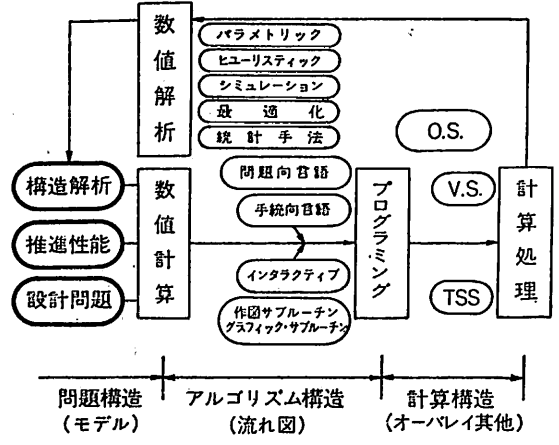 数値解析
パラメトリック
ヒューリスティック
シミュレーション
最適化
統計手法
O.S.
構造解析
推進性能
設計問題
数値計算
問題向言語
手続向言語
インタラクティブ
作図サブルーチン
グラフィック・サブルーチン
プログラミング
V.S.
TSS
計算処理
問題構造
(モデル)
アルゴリズム構造
(流れ図)
計算構造
(オーバレイ其他)